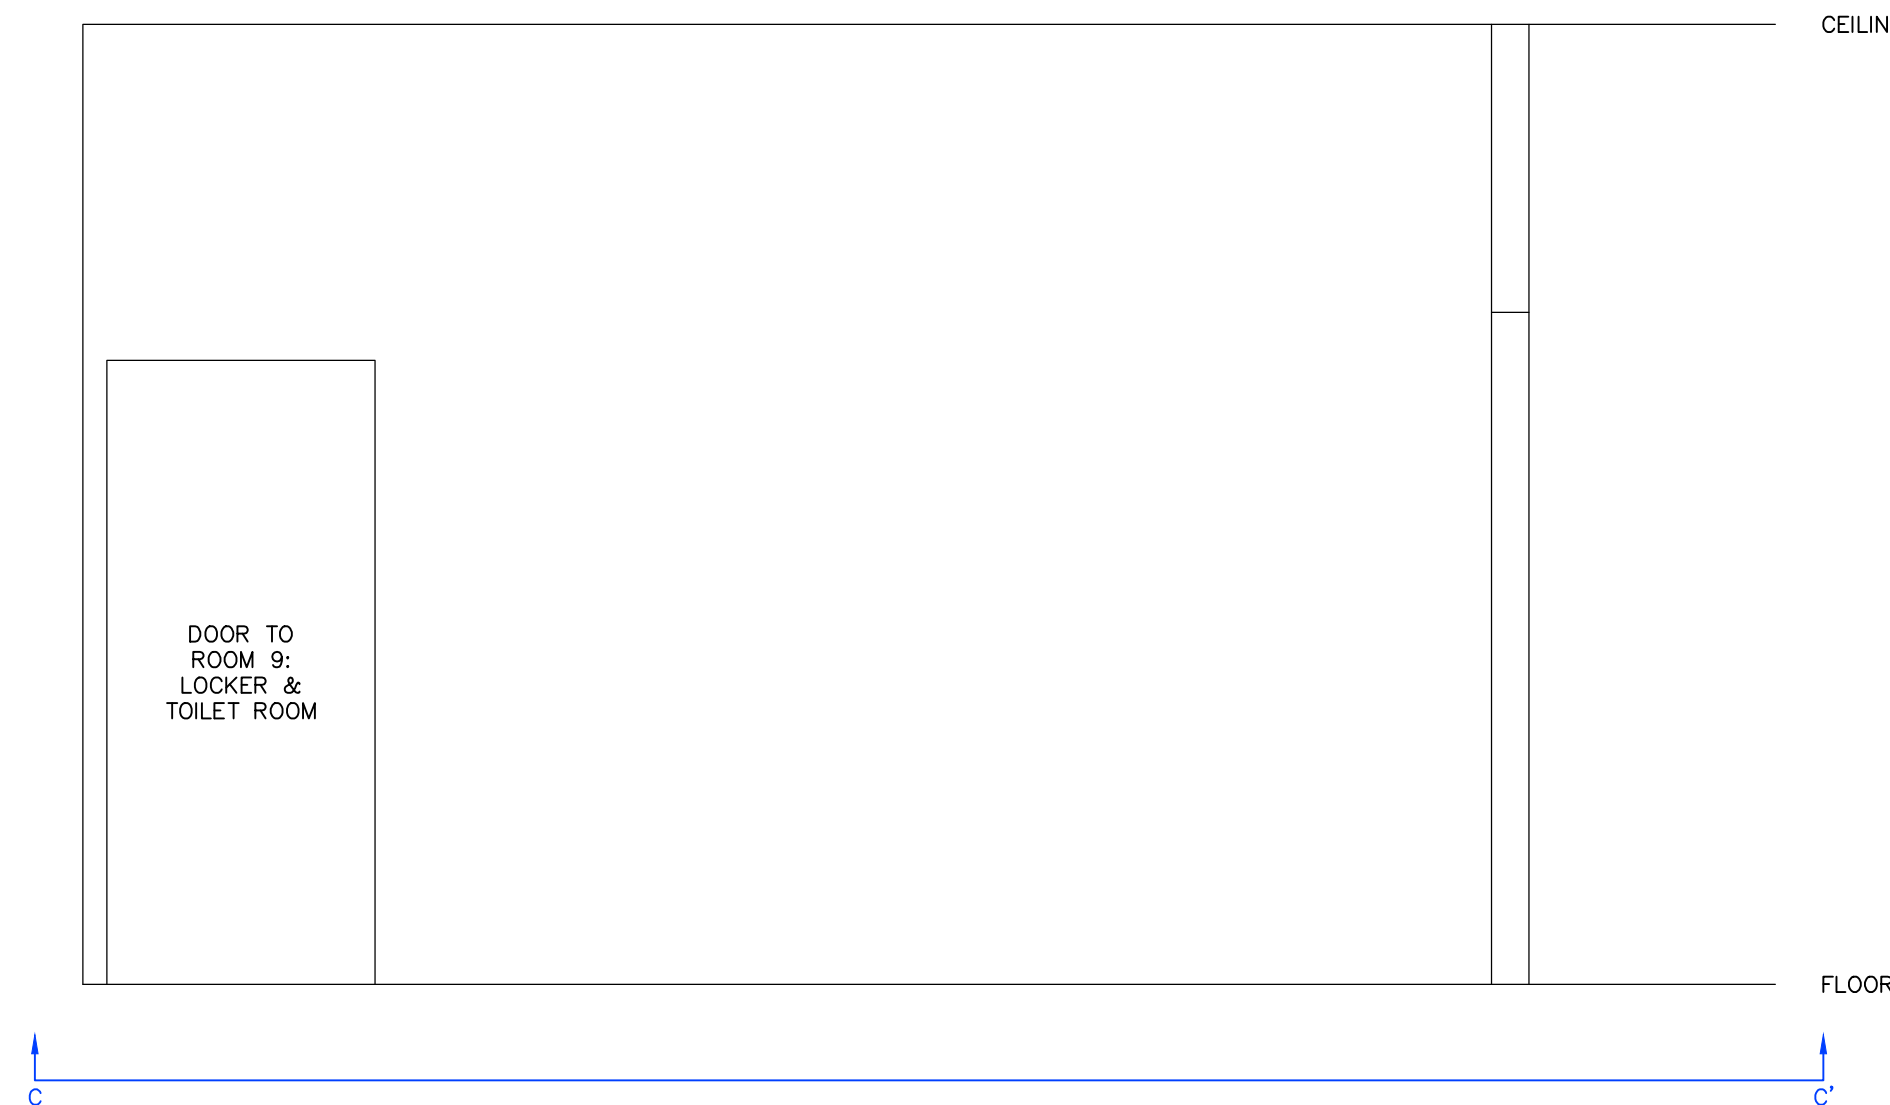 CEILIN
DOOR TO
ROOM 9:
LOCKER &
TOILET ROOM
FLOOR
C
C'